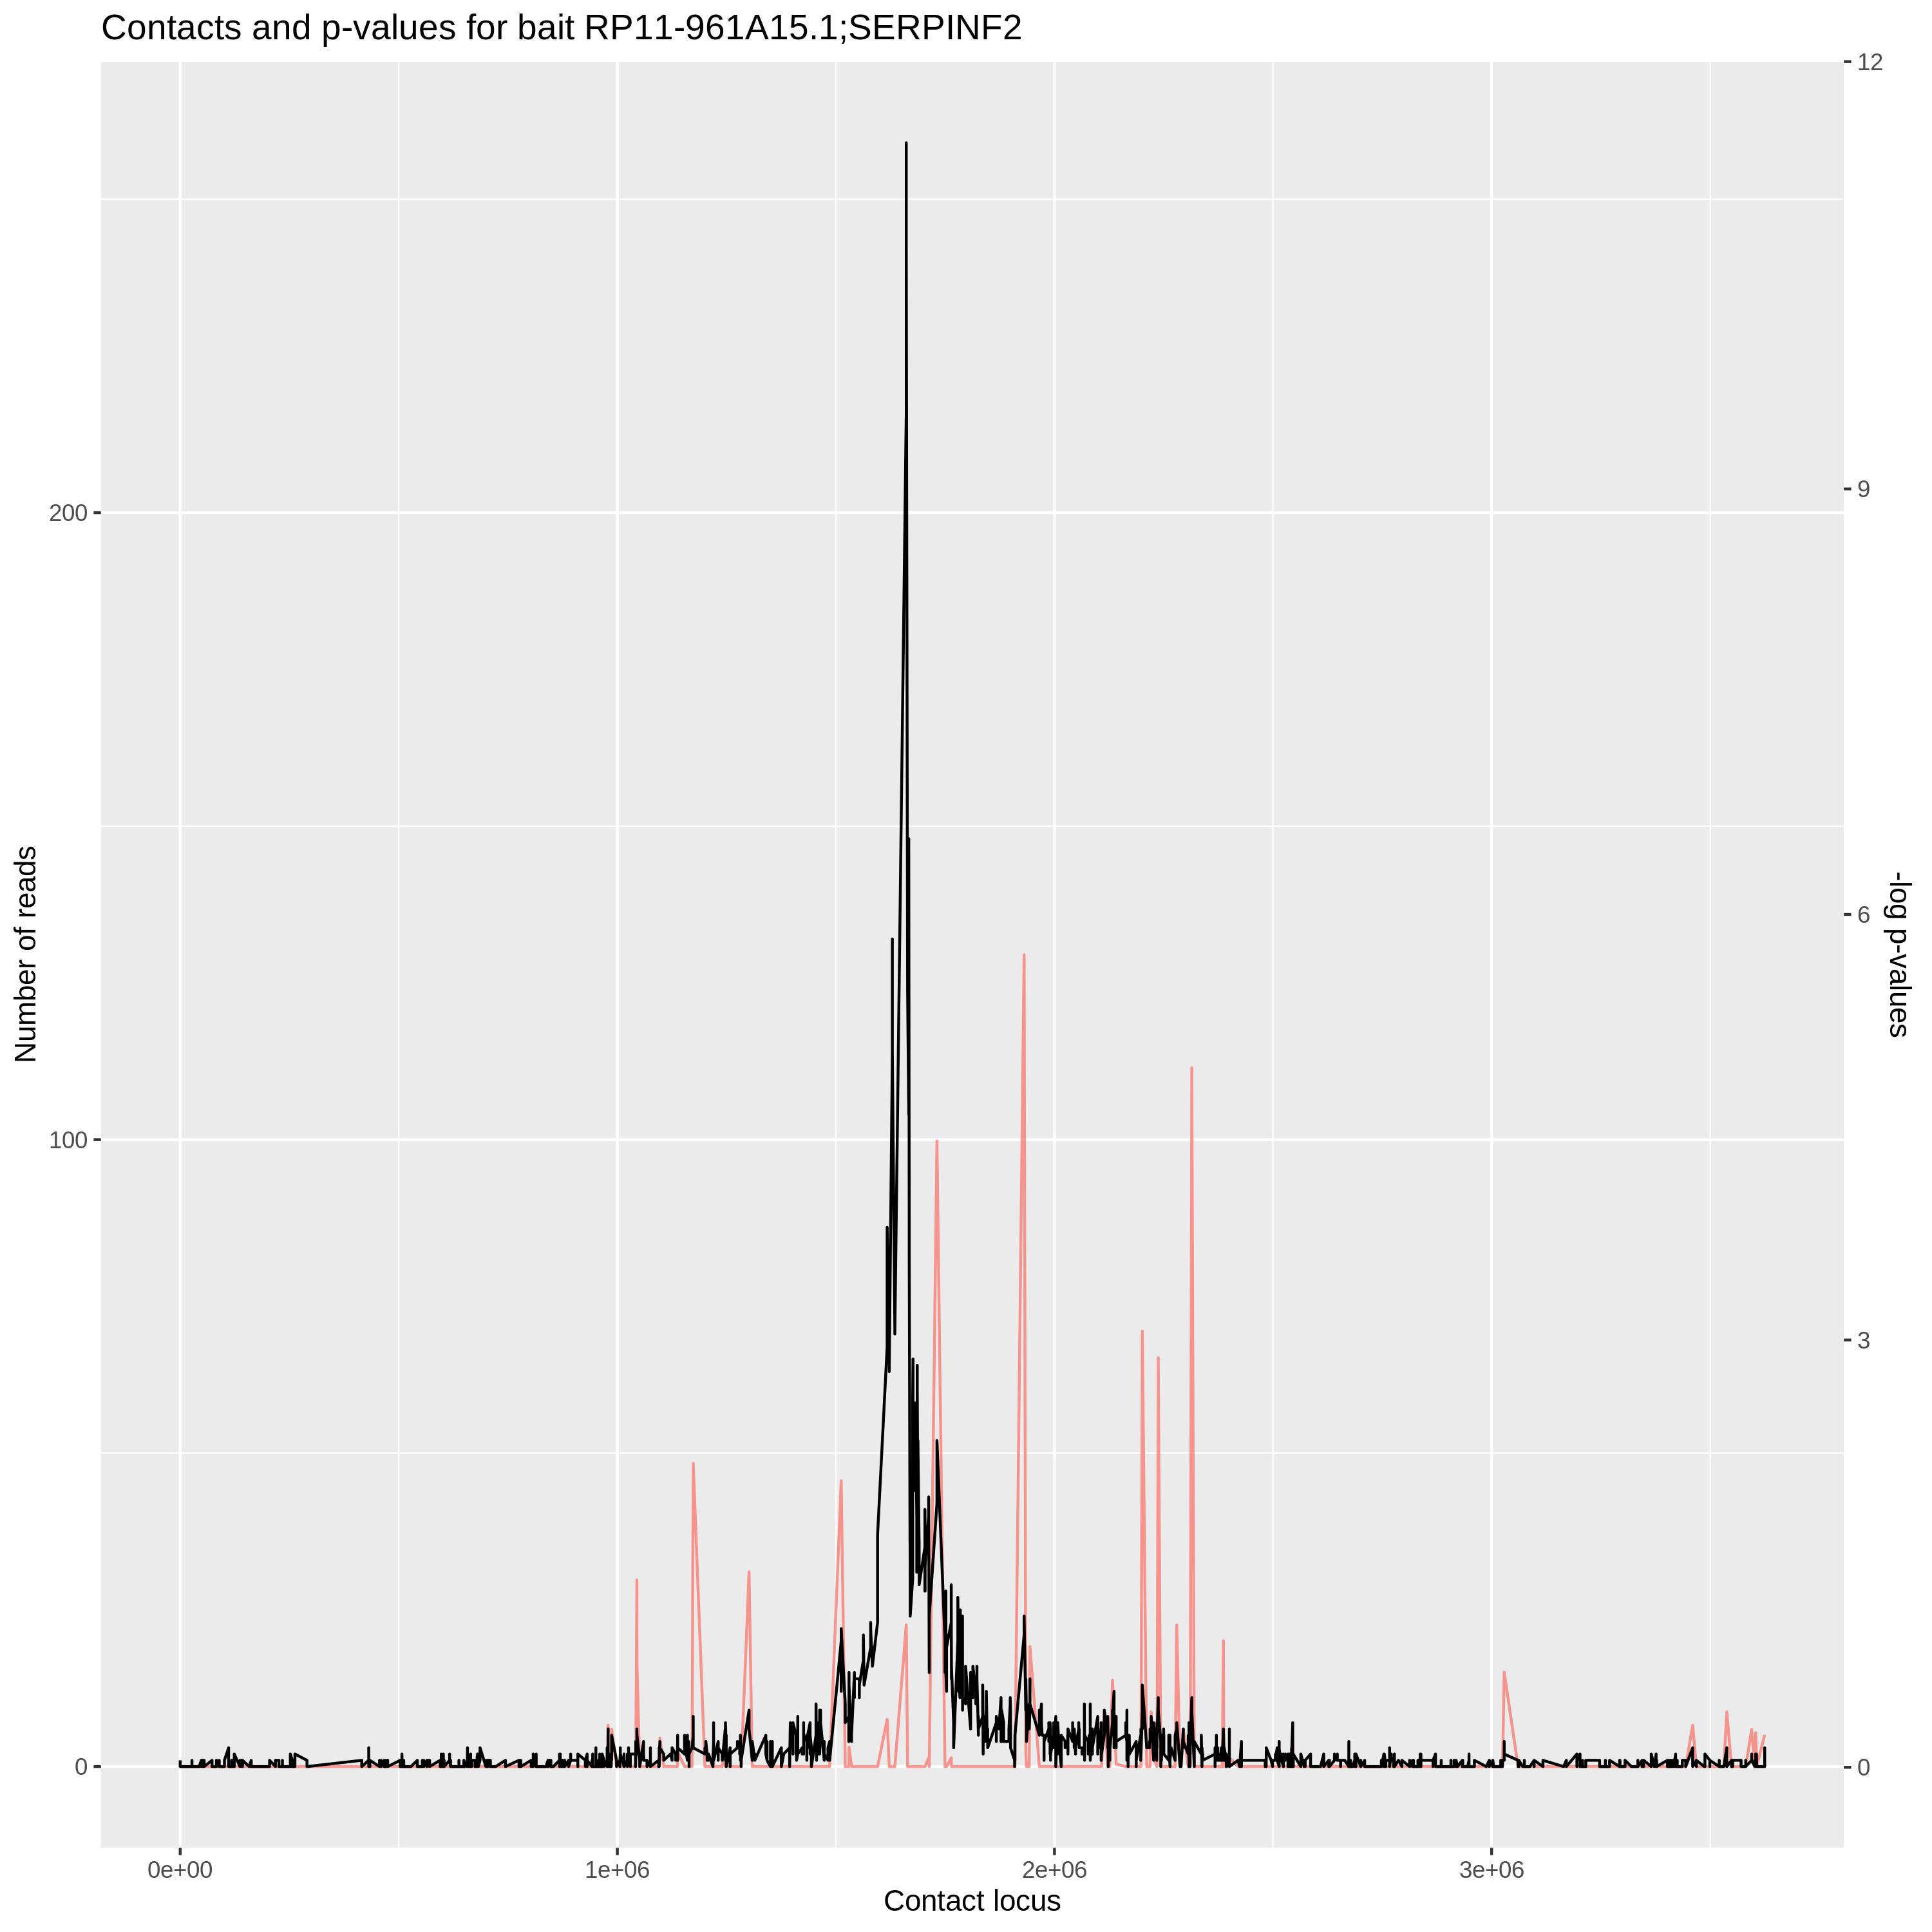 Contacts and p-values for bait RP11-961A15.1;SERPINF2
12
9
6
3
0
-log p-values
200
100
0
Number of reads
0e+00
1e+06
2e+06
3e+06
Contact locus